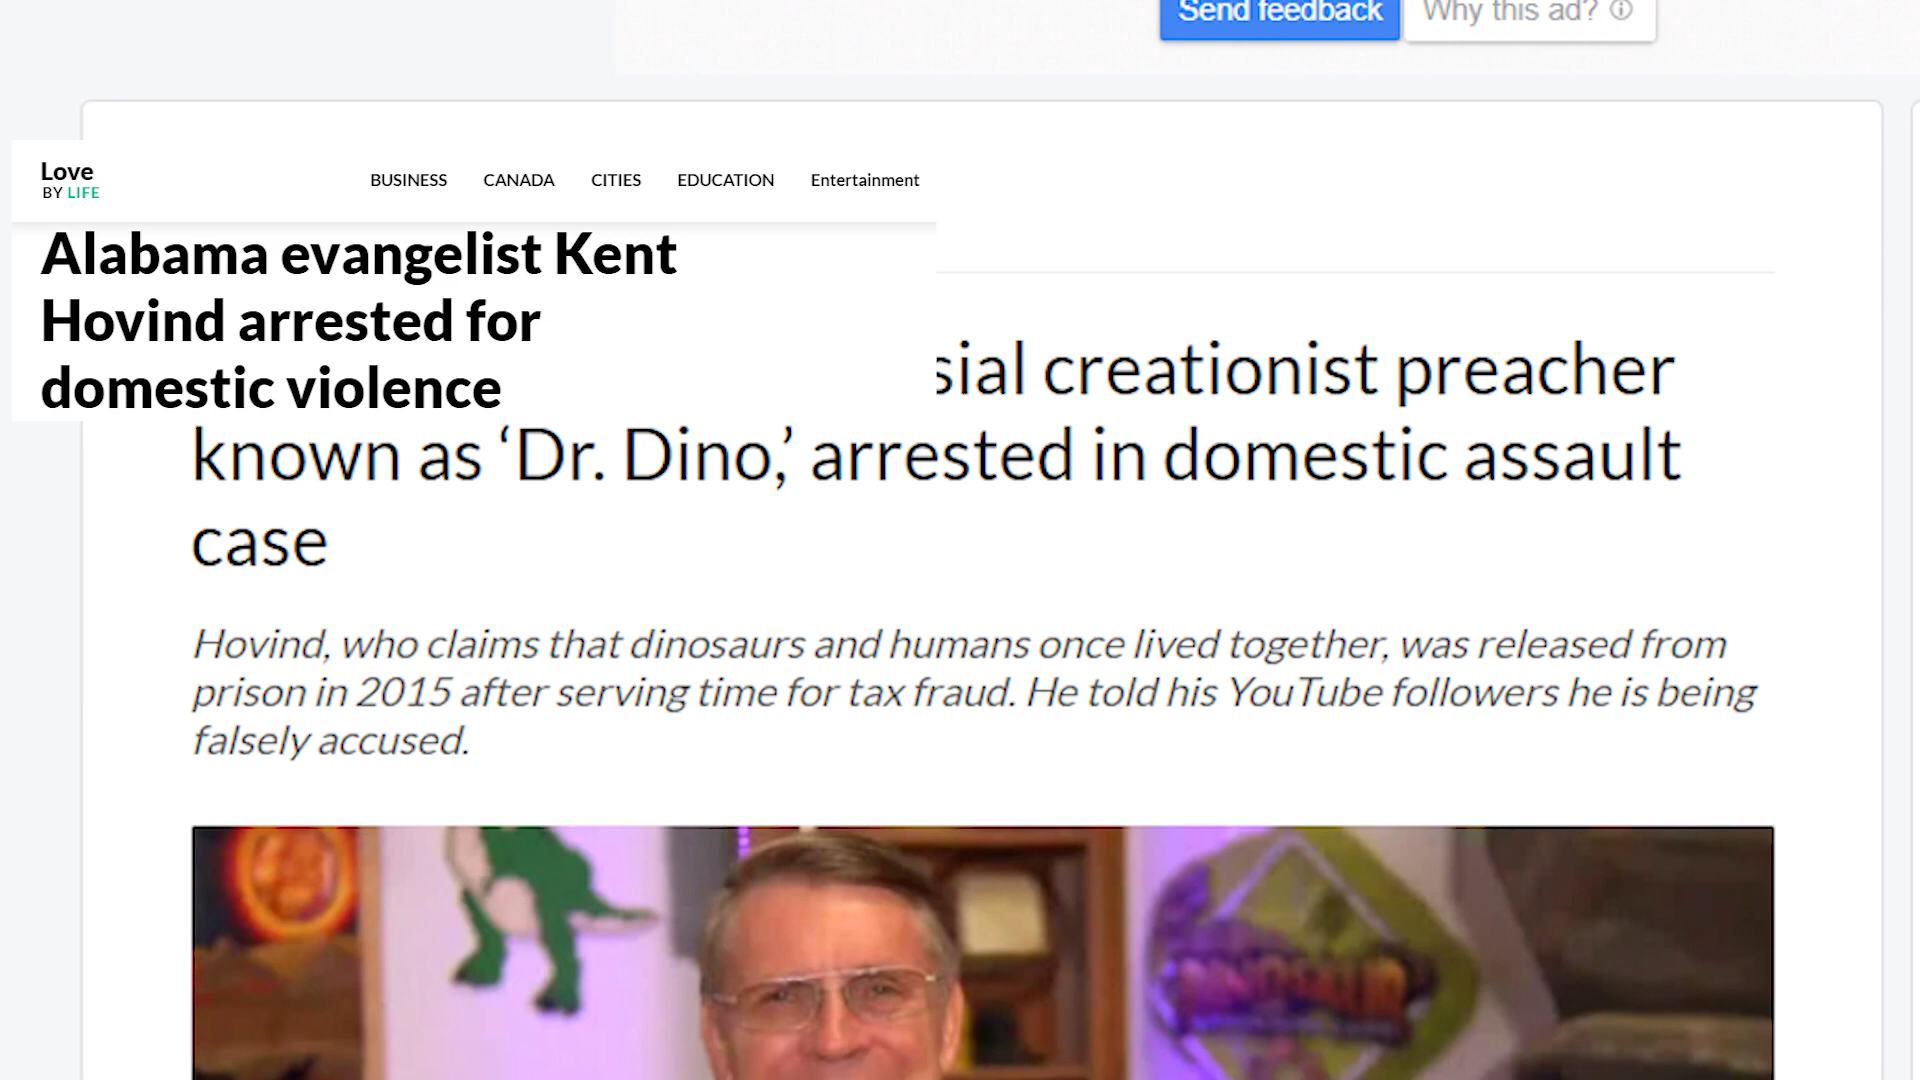 Send feedback
Why this ad?
Love
BY LIFE
BUSINESS CANADA CITIES EDUCATION Entertainment
Alabama evangelist Kent
Hovind arrested for
domestic violence
sial creationist preacher
known as ‘Dr. Dino,’ arrested in domestic assault
case
Hovind, who claims that dinosaurs and humans once lived together, was released from
prison in 2015 after serving time for tax fraud. He told his YouTube followers he is being
falsely accused.
DINOSAUR